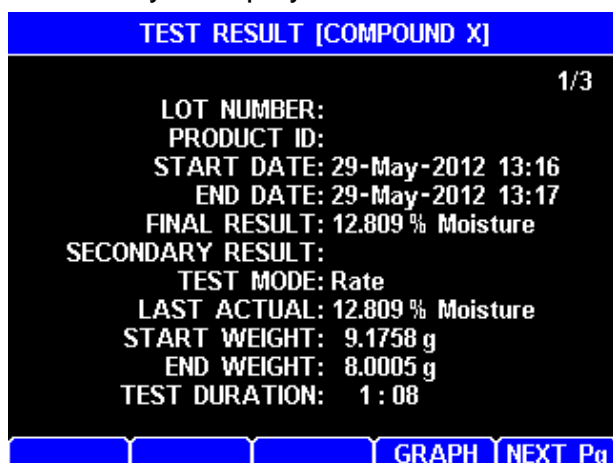 TEST RESULT [COMPOUND X]
1/3
LOT NUMBER:
PRODUCT ID:
START DATE: 29-May-2012 13:16
END DATE: 29-May-2012 13:17
FINAL RESULT: 12.809 % Moisture
SECONDARY RESULT:
TEST MODE: Rate
LAST ACTUAL: 12.809 % Moisture
START WEIGHT: 9.1758 g
END WEIGHT: 8.0005 g
TEST DURATION: 1 : 08
GRAPH NEXT Pg